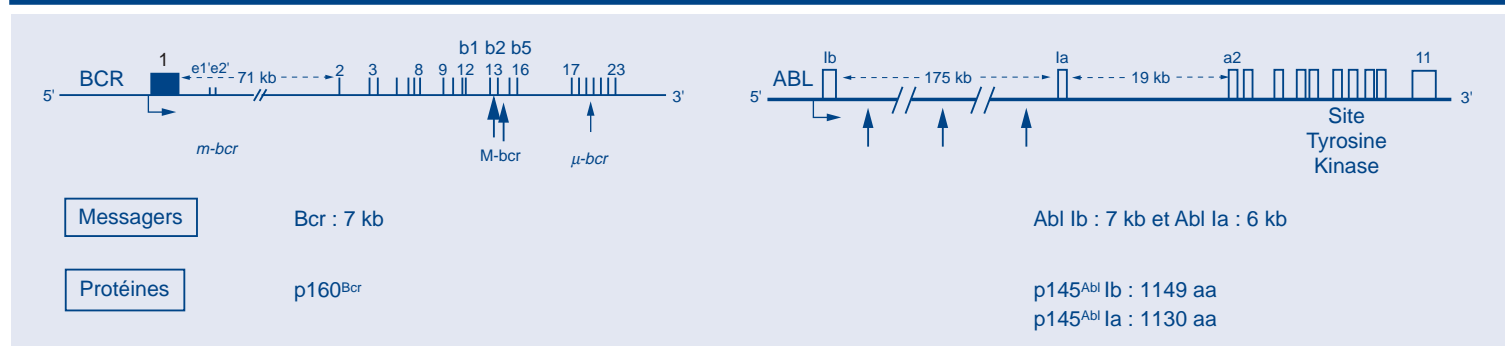 b1 b2 b5
1
BCR
e1'e2'
71 kb
2 3 8 9 12 13 16 17 23
5' 3'
m-bcr
M-bcr
μ-bcr
Ib Ia a2 11
ABL
175 kb
19 kb
5' 3'
Site
Tyrosine
Kinase
Messagers
Bcr : 7 kb
Abl Ib : 7 kb et Abl Ia : 6 kb
Protéines
p160Bcr
p145Abl Ib : 1149 aa
p145Abl Ia : 1130 aa